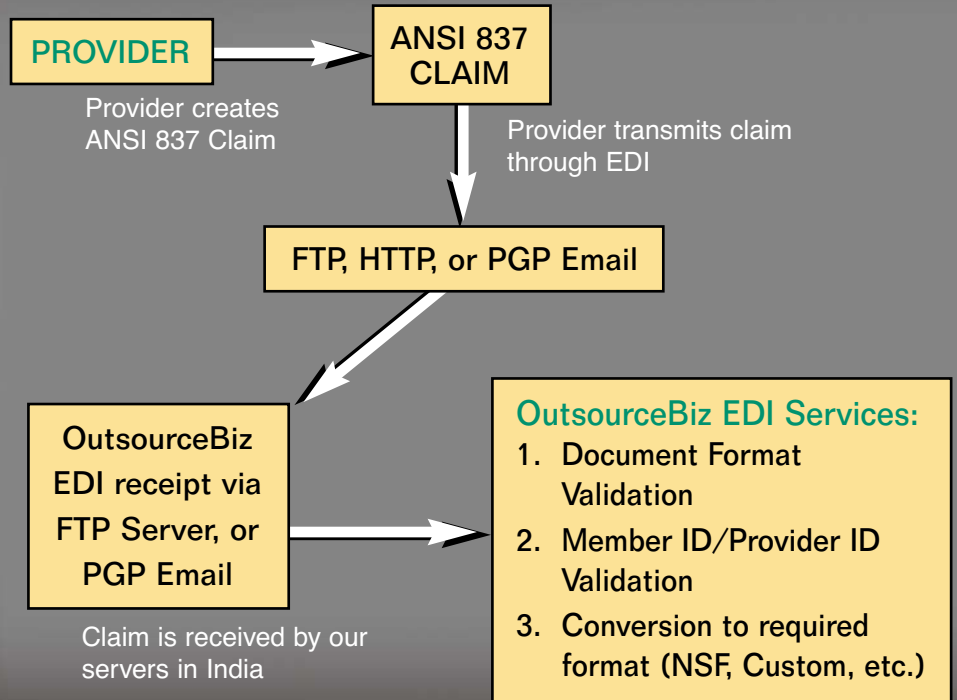 PROVIDER
ANSI 837
CLAIM
Provider creates
ANSI 837 Claim
Provider transmits claim
through EDI
FTP, HTTP, or PGP Email
OutsourceBiz
EDI receipt via
FTP Server, or
PGP Email
Claim is received by our
servers in India
OutsourceBiz EDI Services:
1. Document Format
Validation
2. Member ID/Provider ID
Validation
3. Conversion to required
format (NSF, Custom, etc.)